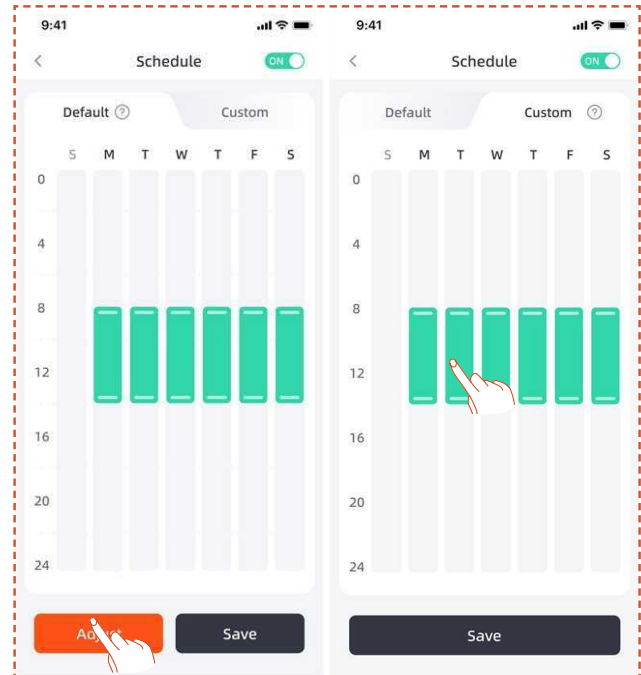 9:41
Schedule
ON
Default ?
Custom
S M T W T F S
0
4
8
12
16
20
24
Save
9:41
Schedule
ON
Default
Custom ?
S M T W T F S
0
4
8
12
16
20
24
Save